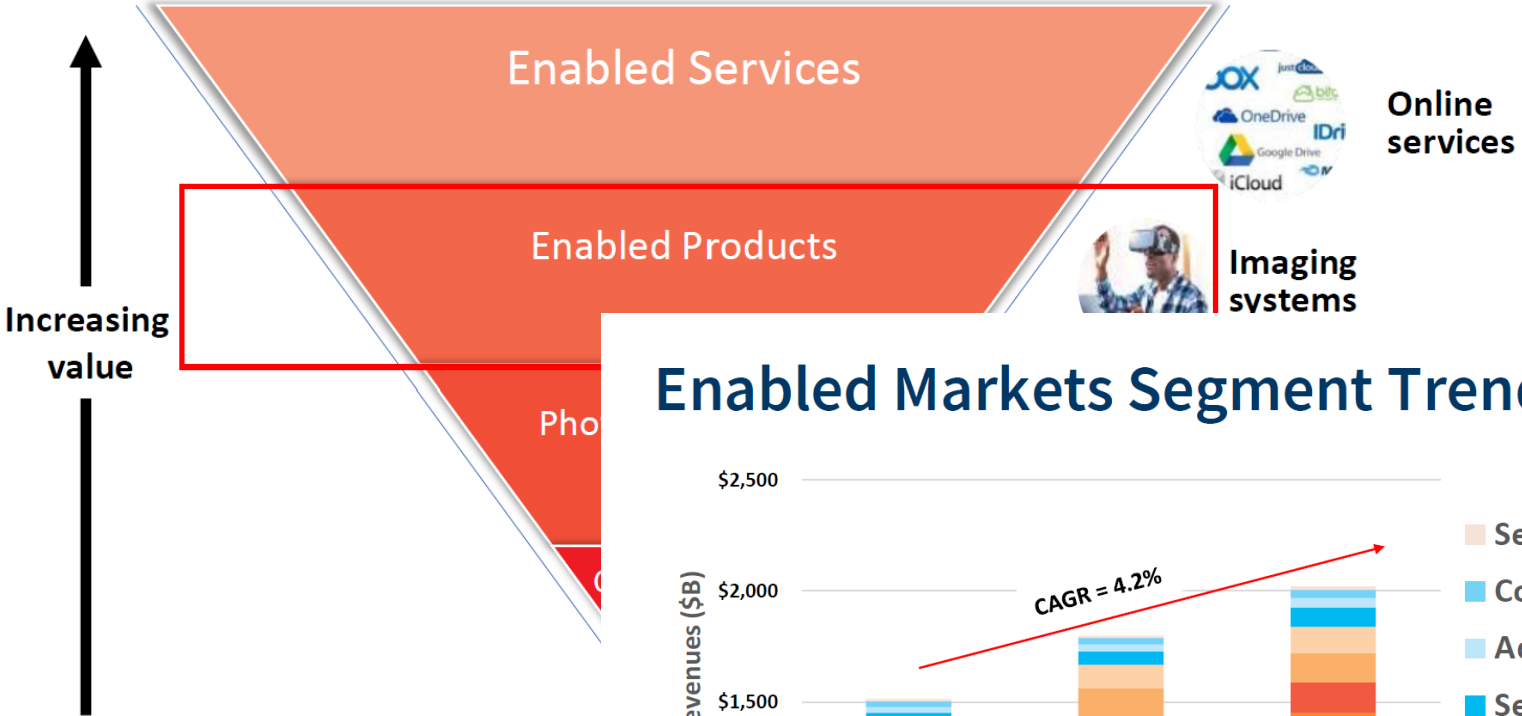 Enabled Services
OneDrive
Google Drive
iCloud
Online
services
Enabled Products
Imaging
systems
Increasing
value
Enabled Markets Segment
$2,500
$2,000
$1,500
CAGR = 4.2%
($B)